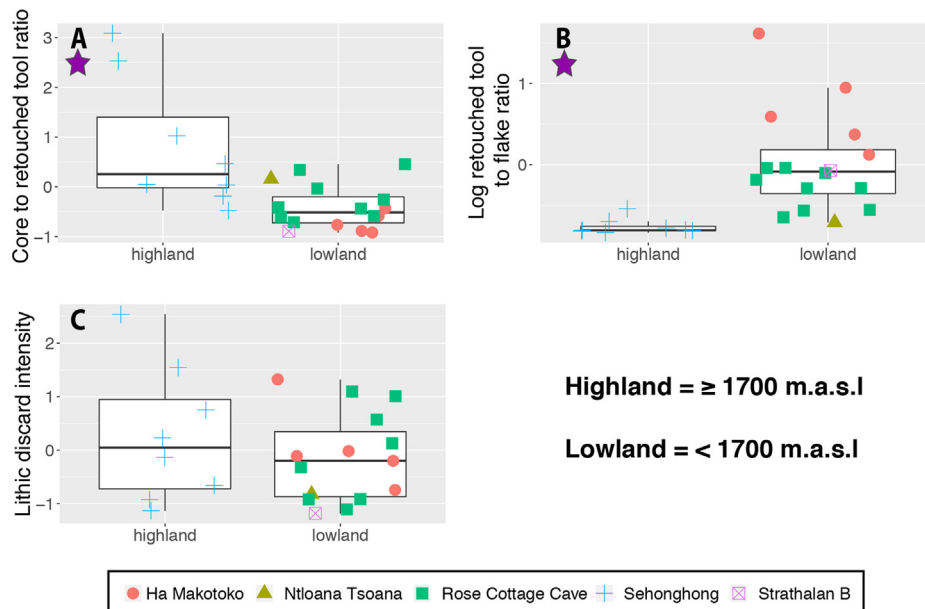 A
Core to retouched tool ratio
3
2
1
0
−1
highland
lowland
B
Log retouched tool
to flake ratio
1
0
highland
lowland
C
Lithic discard intensity
2
1
0
−1
highland
lowland
Highland = ≥ 1700 m.a.s.l
Lowland = < 1700 m.a.s.l
Ha Makotoko Ntloana Tsoana Rose Cottage Cave Sehonghong Strathalan B